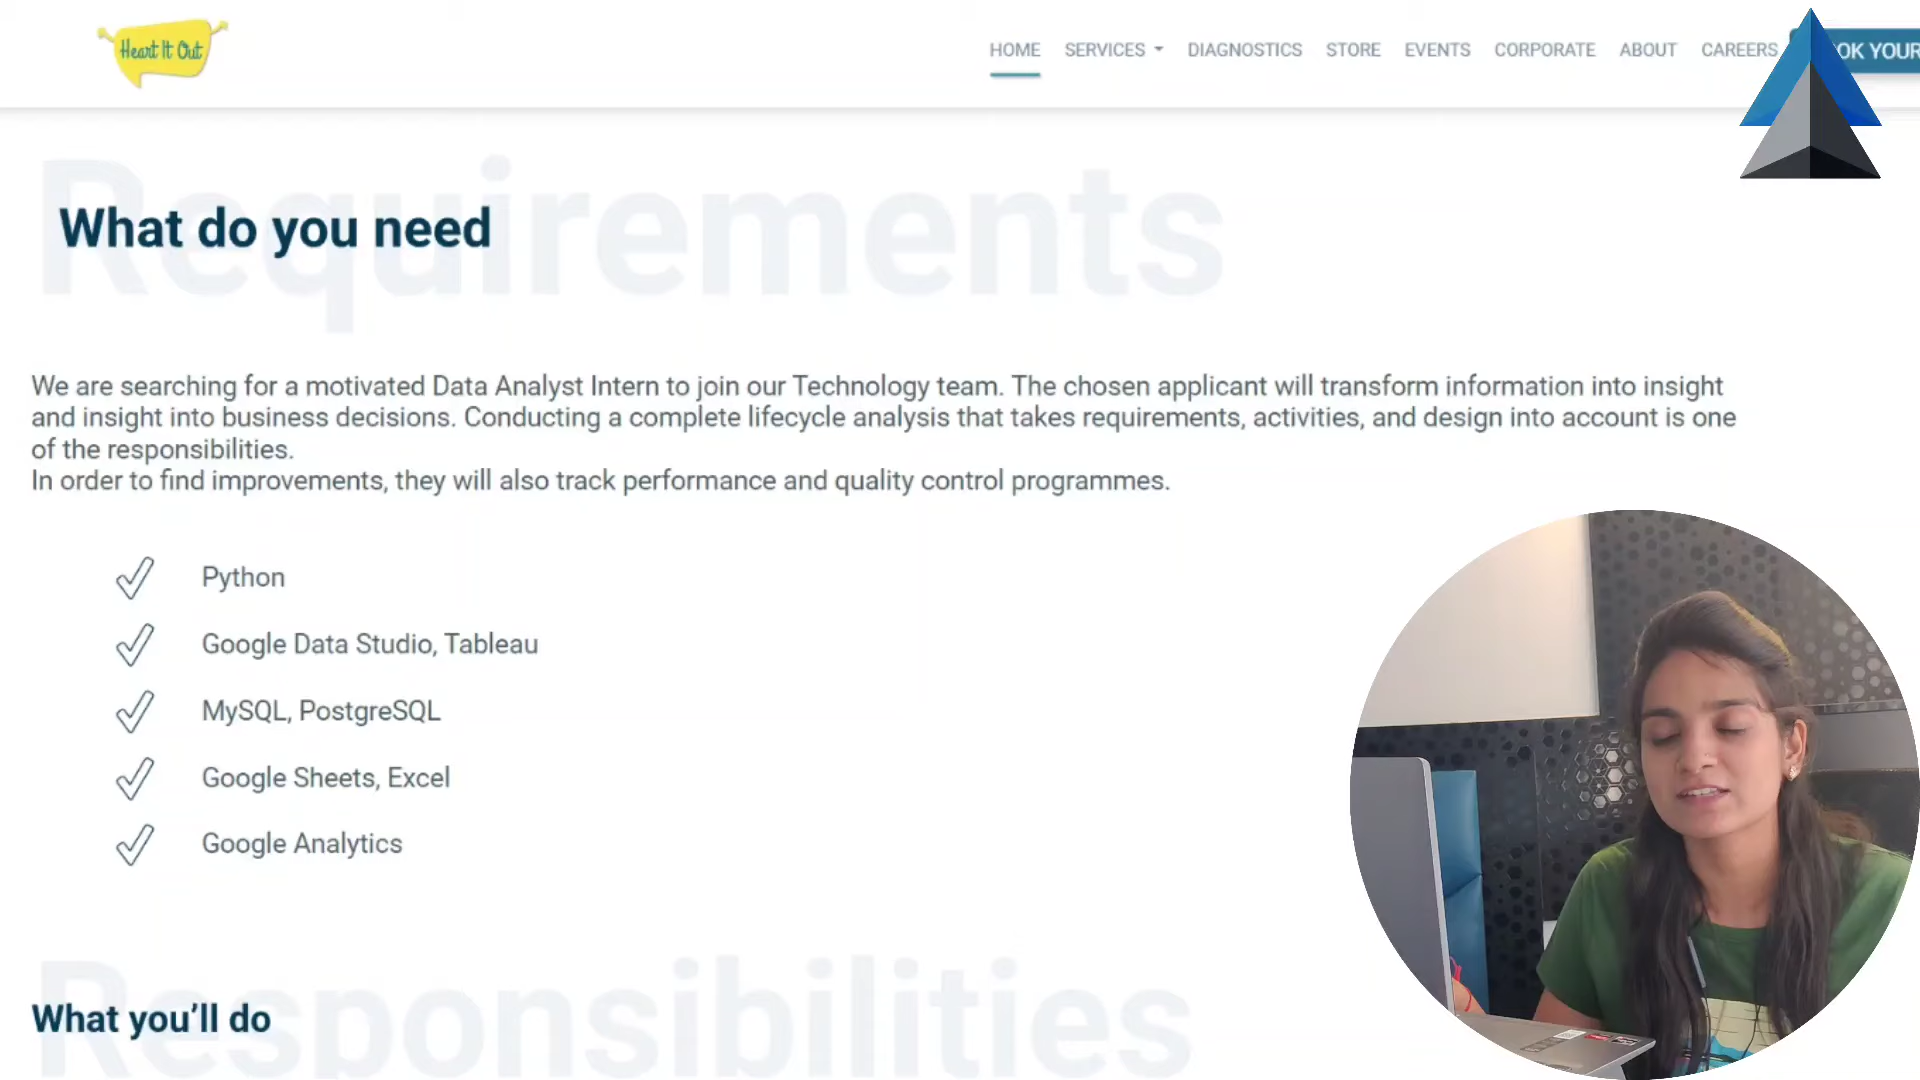 Heart It Out
HOME SERVICES DIAGNOSTICS STORE EVENTS CORPORATE ABOUT CAREERS OK YOUR
Requirements
What do you need
We are searching for a motivated Data Analyst Intern to join our Technology team. The chosen applicant will transform information into insight
and insight into business decisions. Conducting a complete lifecycle analysis that takes requirements, activities, and design into account is one
of the responsibilities.
In order to find improvements, they will also track performance and quality control programmes.
Python
Google Data Studio, Tableau
MySQL, PostgreSQL
Google Sheets, Excel
Google Analytics
Responsibilities
What you’ll do